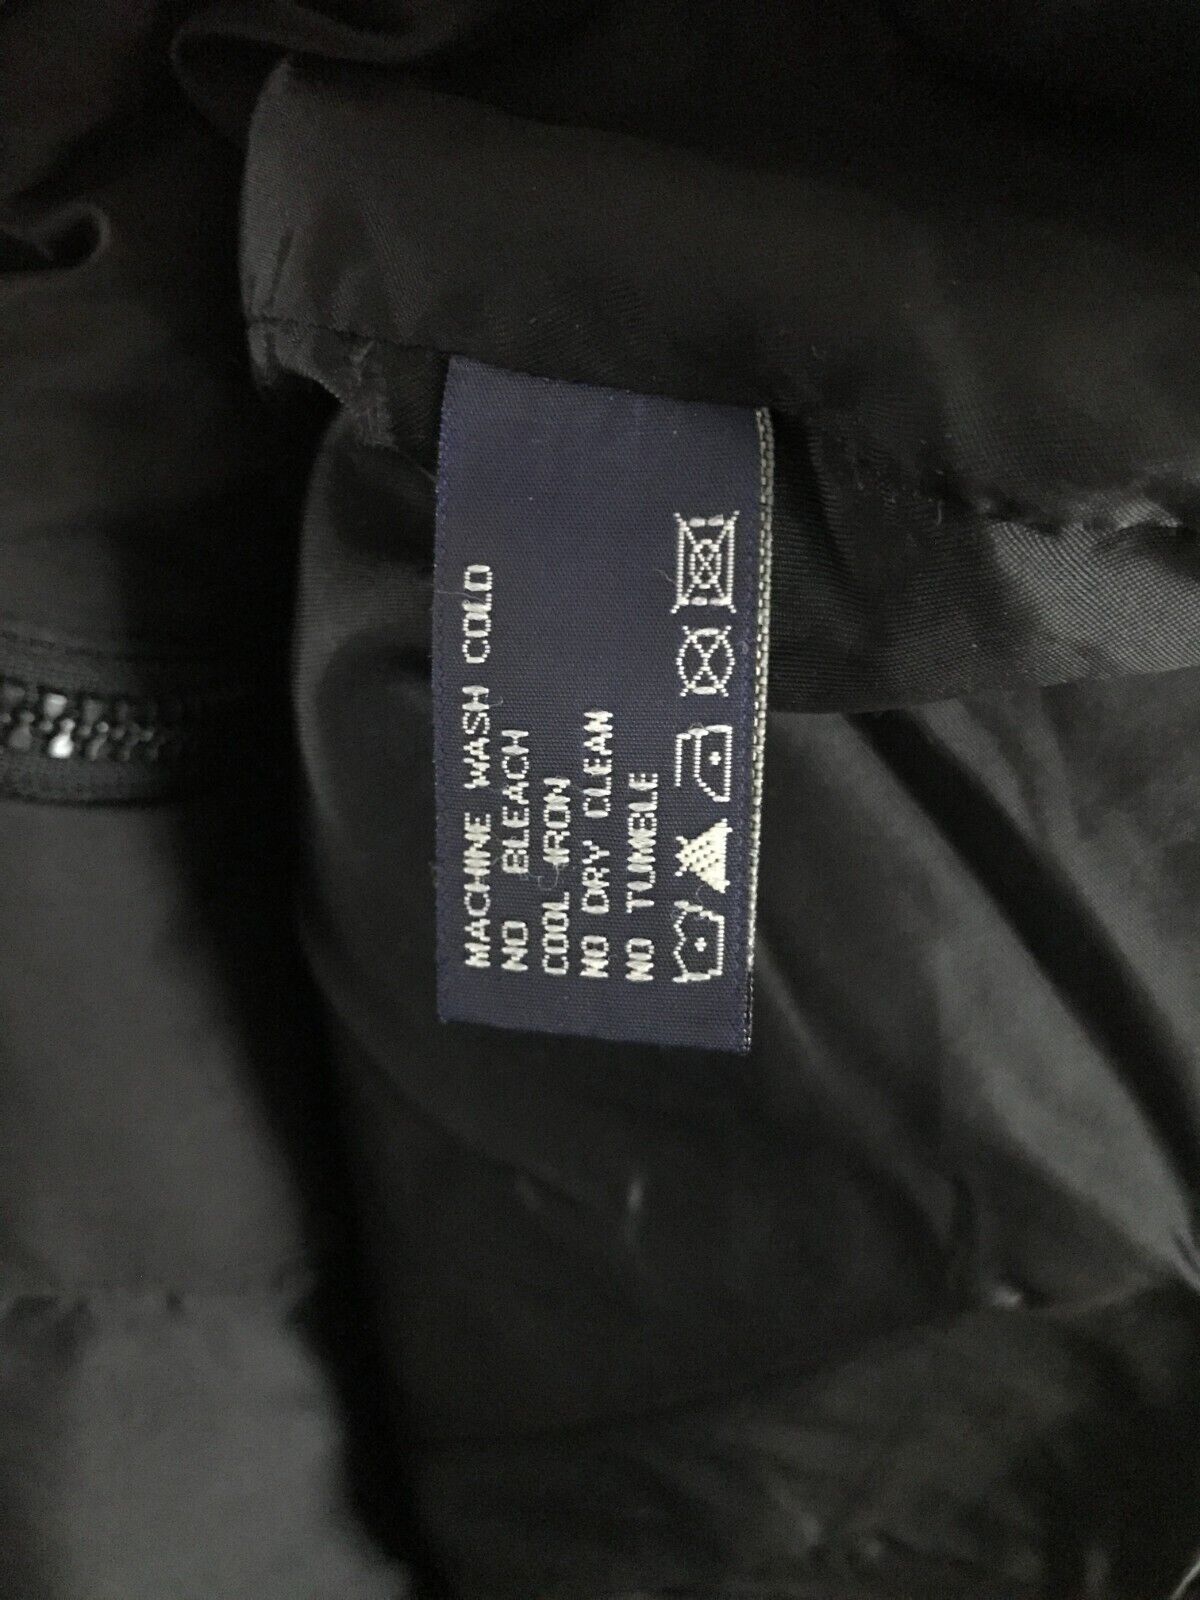 MACHINE WASH COLD
NO BLEACH
COOL IRON
NO DRY CLEAN
NO TUMBLE